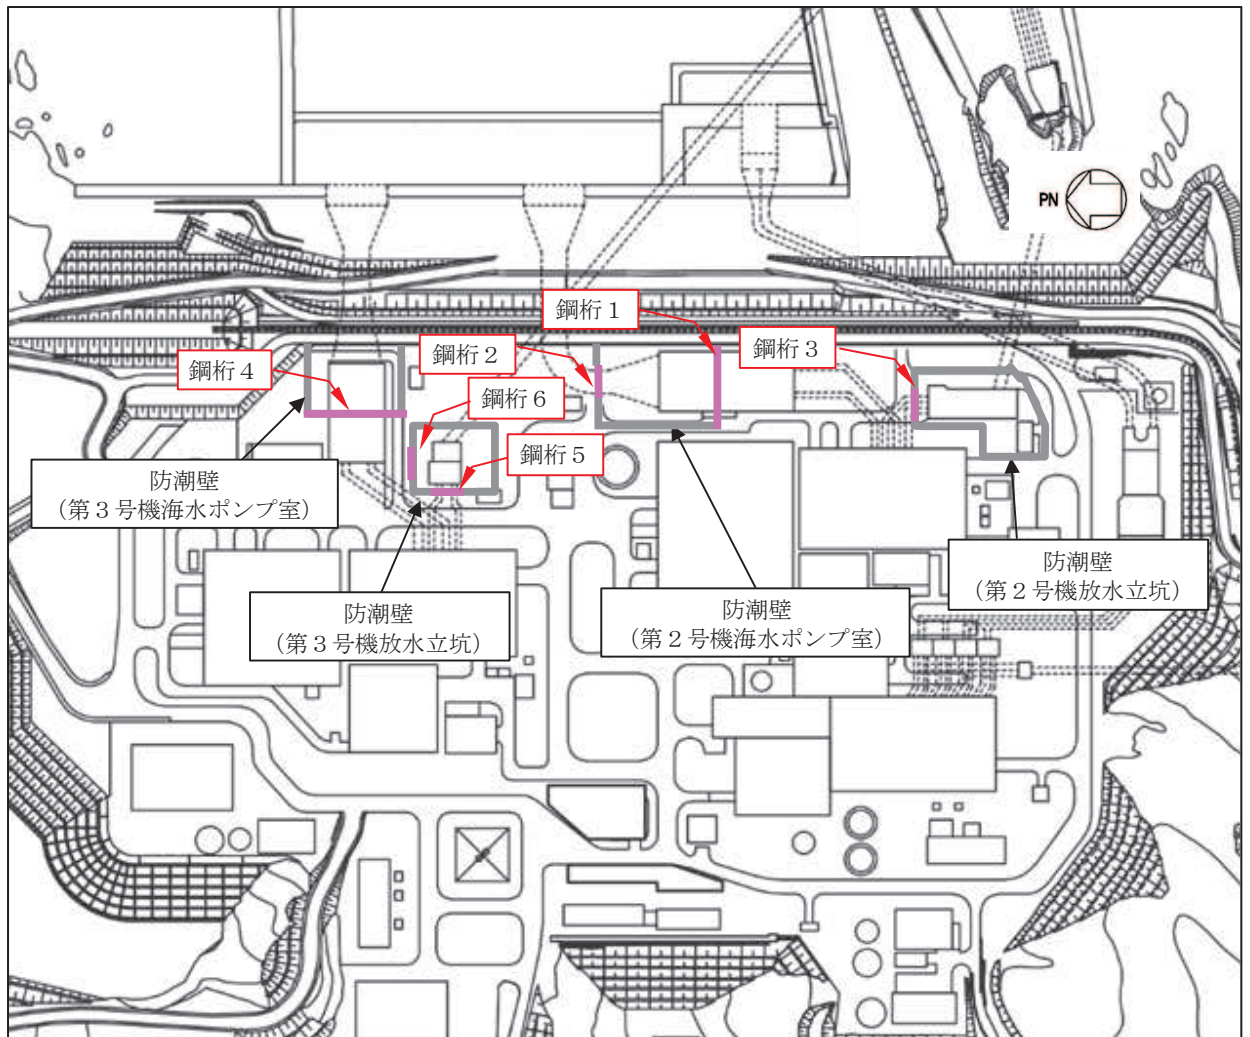 PN
鋼桁１
鋼桁２
鋼桁３
鋼桁４
鋼桁６
鋼桁５
防潮壁
（第３号機海水ポンプ室）
防潮壁
（第２号機放水立坑）
防潮壁
（第３号機放水立坑）
防潮壁
（第２号機海水ポンプ室）